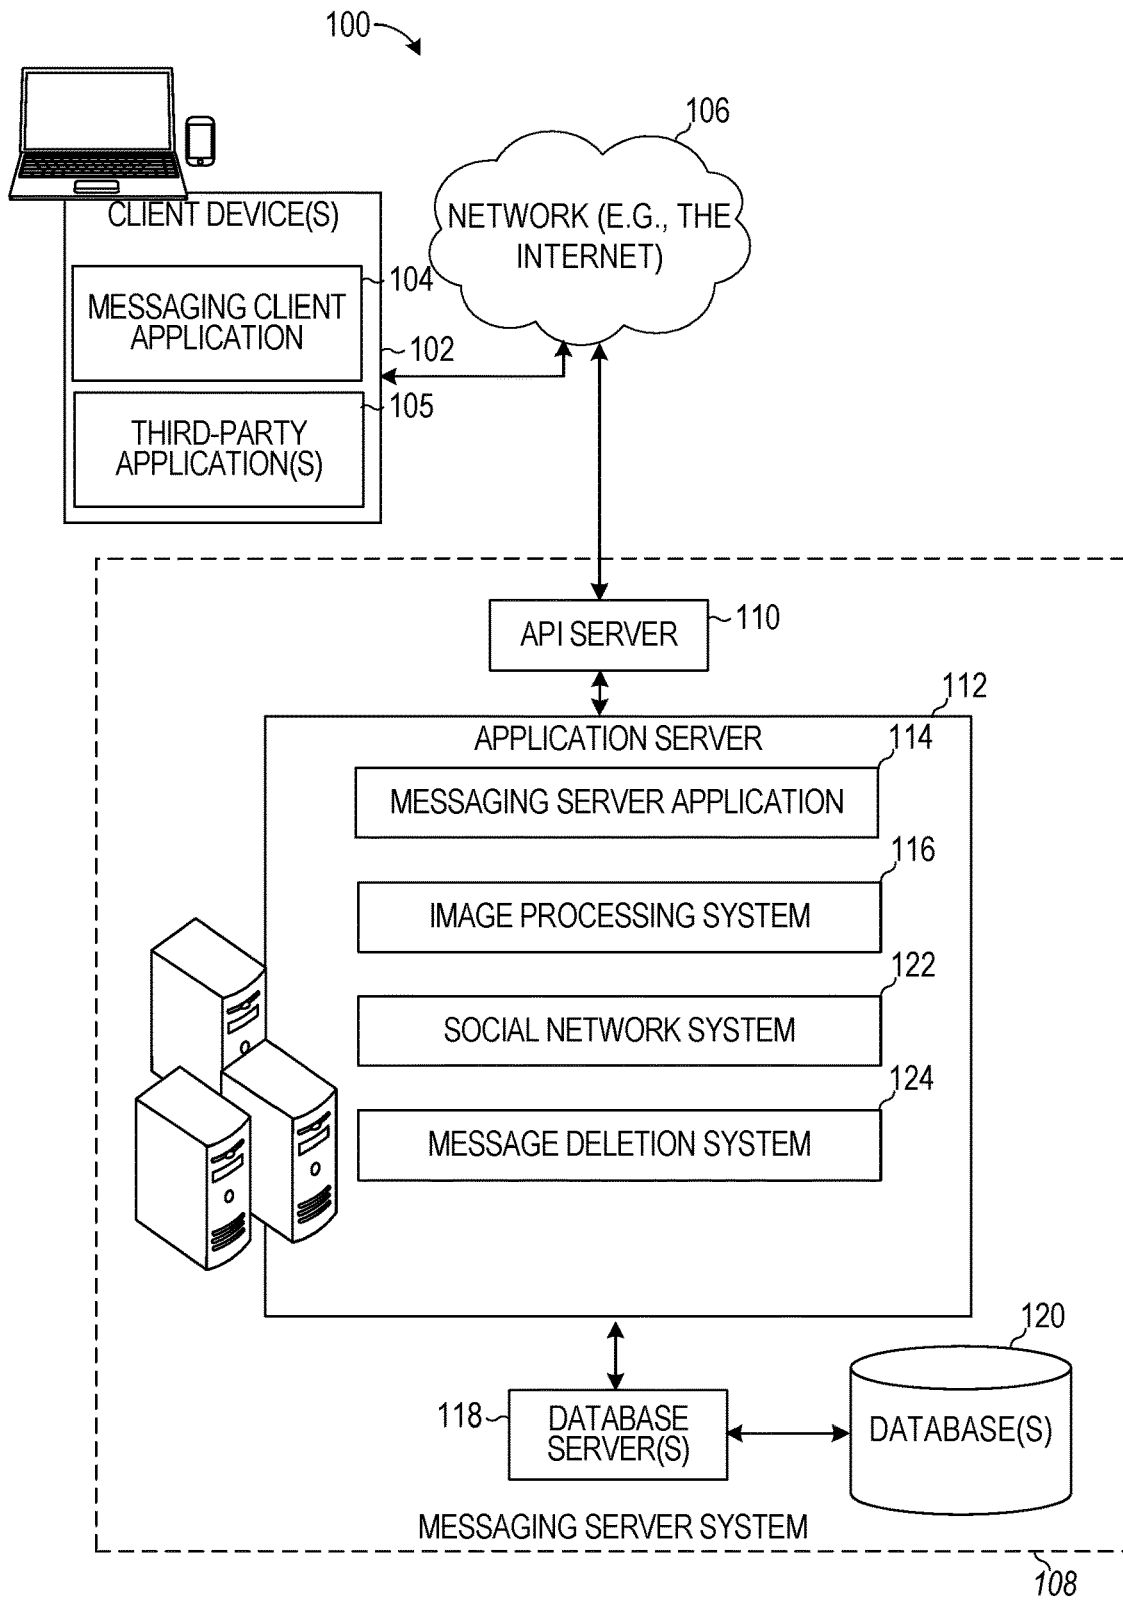 100
106
CLIENT DEVICE(S)
NETWORK (E.G., THE
INTERNET)
104
MESSAGING CLIENT
APPLICATION
102
105
THIRD-PARTY
APPLICATION(S)
110
API SERVER
112
APPLICATION SERVER
114
MESSAGING SERVER APPLICATION
116
IMAGE PROCESSING SYSTEM
122
SOCIAL NETWORK SYSTEM
124
MESSAGE DELETION SYSTEM
120
118
DATABASE
SERVER(S)
DATABASE(S)
MESSAGING SERVER SYSTEM
108